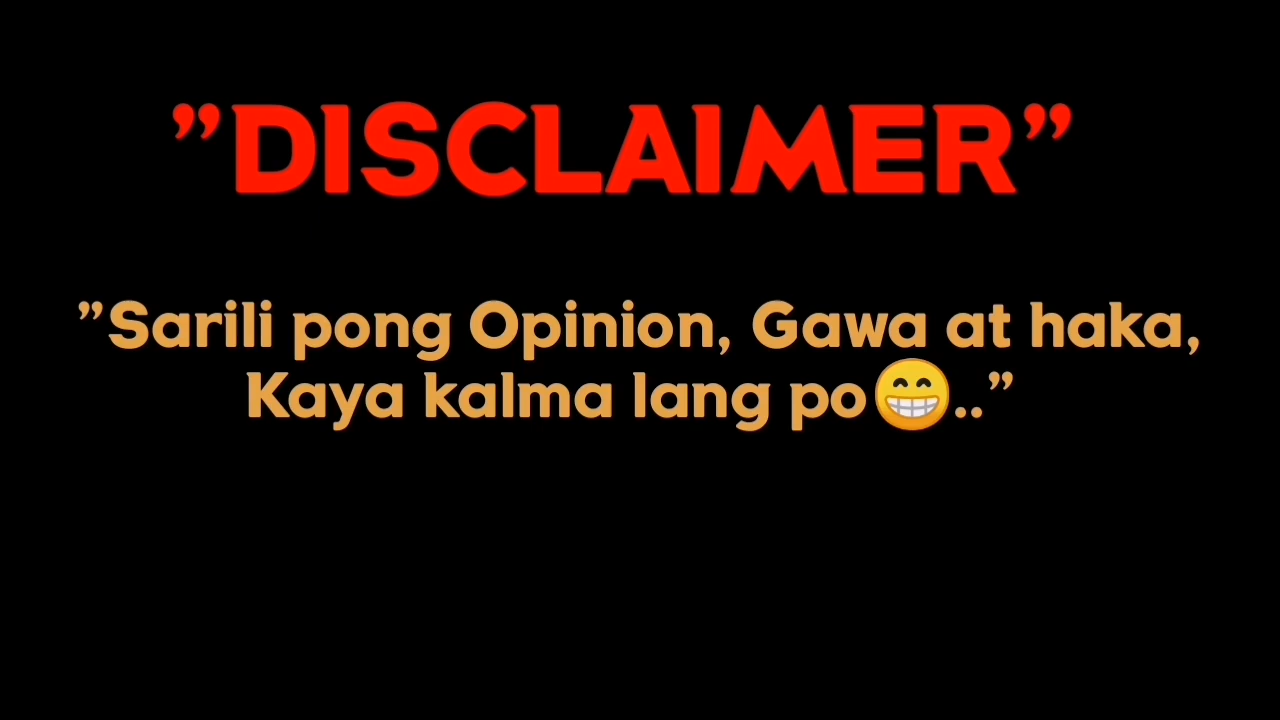 ”DISCLAIMER”
”Sarili pong Opinion, Gawa at haka,
Kaya kalma lang po😁..”